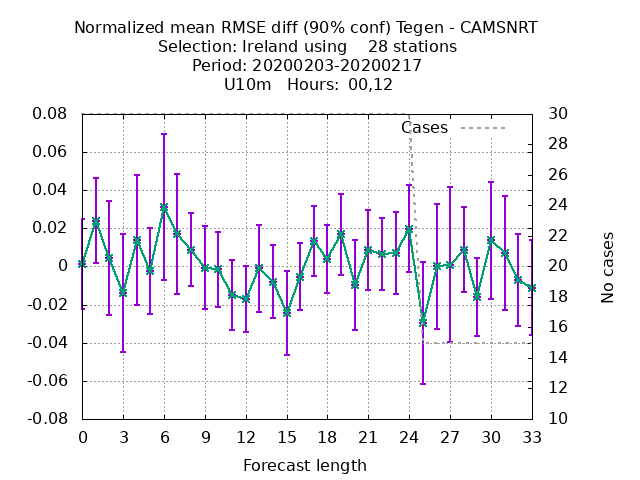 Normalized mean RMSE diff (90% conf) Tegen - CAMSNRT
Selection: Ireland using 28 stations
Period: 20200203-20200217
U10m Hours: 00,12
Cases
0.08
0.06
0.04
0.02
0
-0.02
-0.04
-0.06
-0.08
30
28
26
24
22
20
18
16
14
12
10
No cases
0 3 6 9 12 15 18 21 24 27 30 33
Forecast length